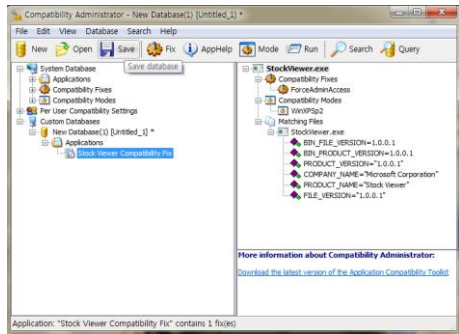 Compatibility Administrator - New Database(1) [Untitled_1] *
File Edit View Database Search Help
New Open Save Fix AppHelp Mode Run Search Query
Save database
System Database
Applications
Compatibility Fixes
Compatibility Modes
Per User Compatibility Settings
Custom Databases
New Database(1) [Untitled_1] *
Applications
Stock Viewer Compatibility Fix
StockViewer.exe
Compatibility Fixes
ForceAdminAccess
Compatibility Modes
WinXPSp2
Matching Files
StockViewer.exe
BIN_FILE_VERSION=1.0.0.1
BIN_PRODUCT_VERSION=1.0.0.1
PRODUCT_VERSION="1.0.0.1"
COMPANY_NAME="Microsoft Corporation"
PRODUCT_NAME="Stock Viewer"
FILE_VERSION="1.0.0.1"
More information about Compatibility Administrator:
Download the latest version of the Application Compatibility Toolkit
Application: "Stock Viewer Compatibility Fix" contains 1 fix(es)